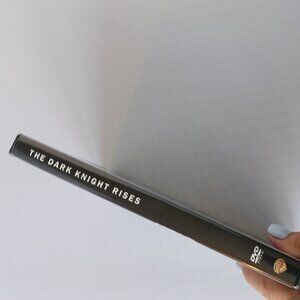 THE DARK KNIGHT RISES
DVD